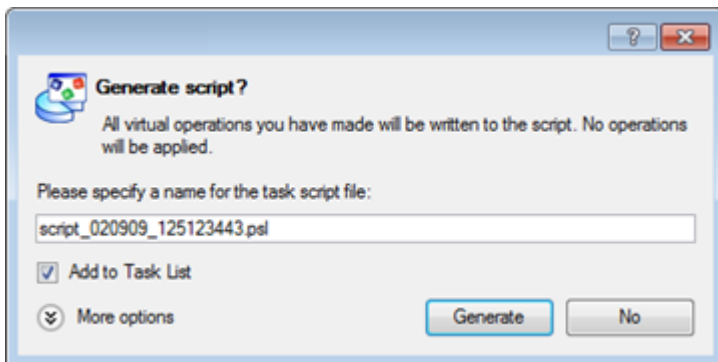 ?
Generate script?
All virtual operations you have made will be written to the script. No operations
will be applied.
Please specify a name for the task script file:
script_020909_125123443.psl
Add to Task List
More options
Generate
No